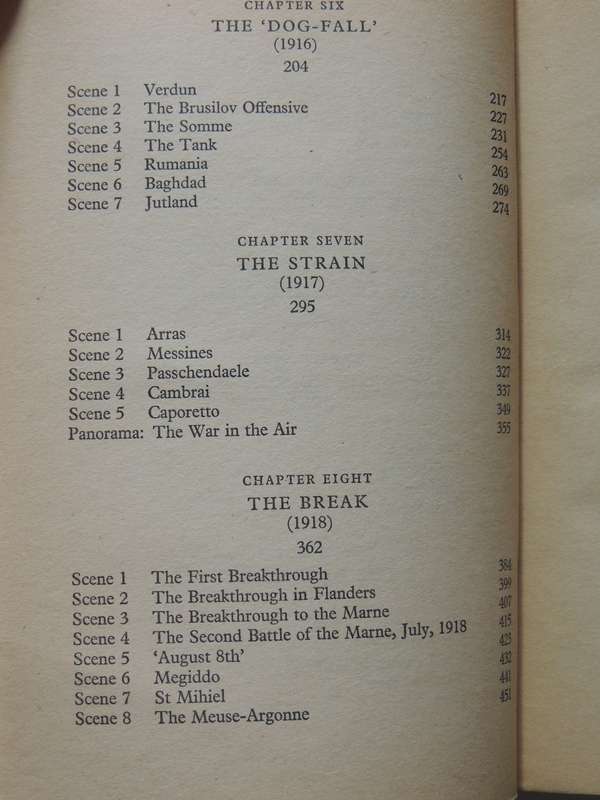 CHAPTER SIX
THE 'DOG-FALL'
(1916)
204
Scene 1 Verdun 217
Scene 2 The Brusilov Offensive 227
Scene 3 The Somme 231
Scene 4 The Tank 254
Scene 5 Rumania 263
Scene 6 Baghdad 269
Scene 7 Jutland 274
CHAPTER SEVEN
THE STRAIN
(1917)
295
Scene 1 Arras 314
Scene 2 Messines 322
Scene 3 Passchendaele 327
Scene 4 Cambrai 337
Scene 5 Caporetto 349
Panorama: The War in the Air 355
CHAPTER EIGHT
THE BREAK
(1918)
362
Scene 1 The First Breakthrough 384
Scene 2 The Breakthrough in Flanders 399
Scene 3 The Breakthrough to the Marne 407
Scene 4 The Second Battle of the Marne, July, 1918 415
Scene 5 'August 8th' 423
Scene 6 Megiddo 432
Scene 7 St Mihiel 441
Scene 8 The Meuse-Argonne 451